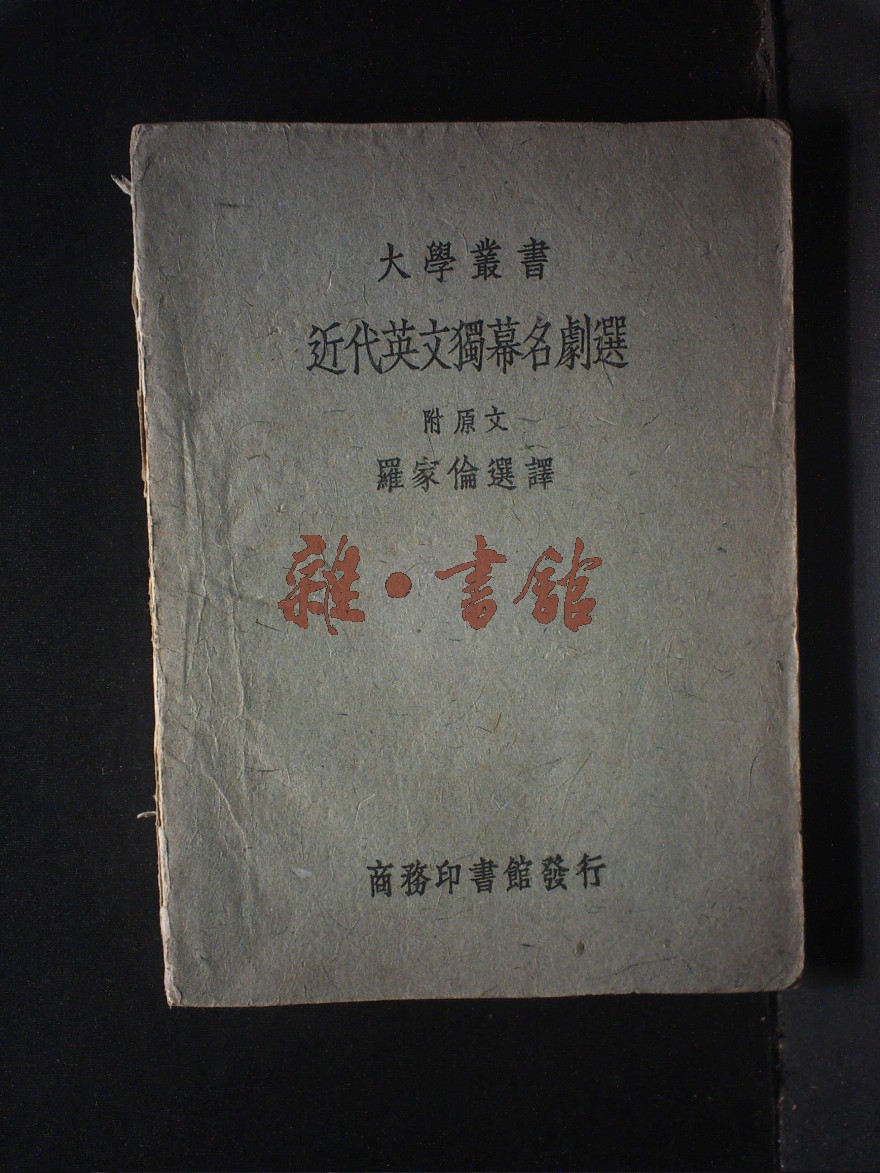 大學叢書
近代英文獨幕名劇選
附原文
羅家倫選譯
雜·書館
商務印書館發行